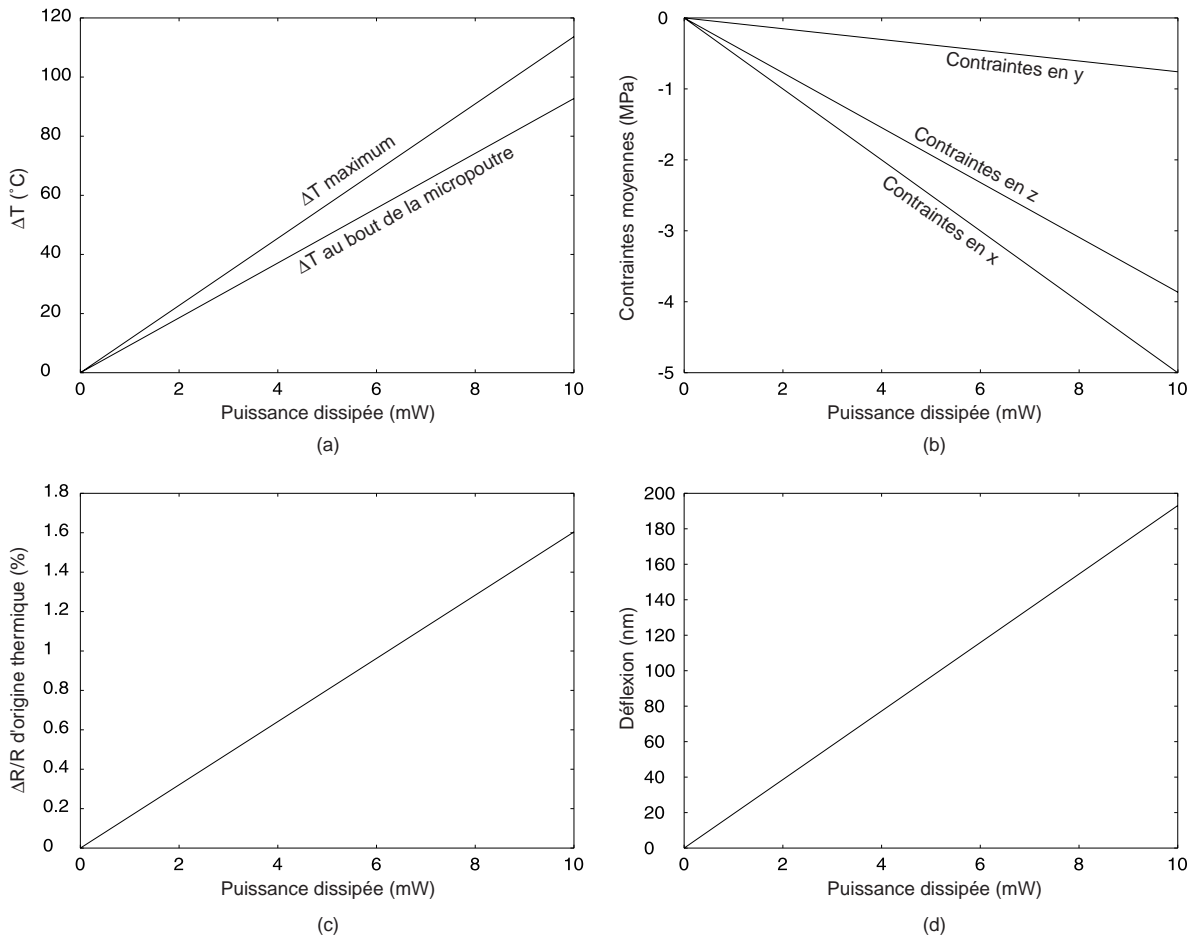 120
100
80
60
40
20
0
ΔT (˚C)
ΔT maximum
ΔT au bout de la micropoutre
0 2 4 6 8 10
Puissance dissipée (mW)
(a)
0
-1
-2
-3
-4
-5
Contraintes moyennes (MPa)
Contraintes en y
Contraintes en z
Contraintes en x
0 2 4 6 8 10
Puissance dissipée (mW)
(b)
1.8
1.6
1.4
1.2
1
0.8
0.6
0.4
0.2
0
ΔR/R d'origine thermique (%)
0 2 4 6 8 10
Puissance dissipée (mW)
(c)
200
180
160
140
120
100
80
60
40
20
0
Déflexion (nm)
0 2 4 6 8 10
Puissance dissipée (mW)
(d)